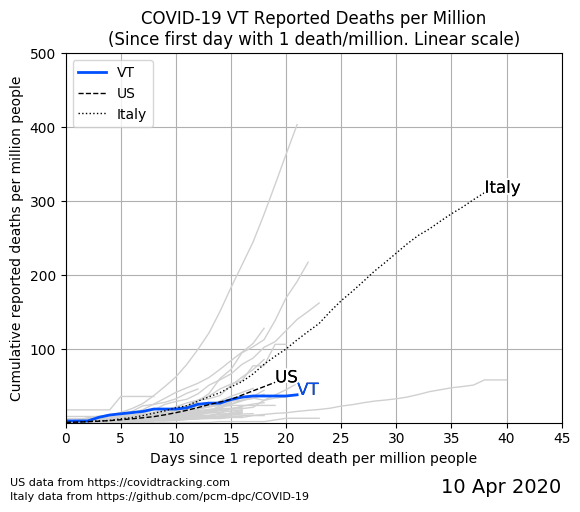 COVID-19 VT Reported Deaths per Million
(Since first day with 1 death/million. Linear scale)
Cumulative reported deaths per million people
500
400
300
200
100
VT
US
Italy
Italy
US
VT
0 5 10 15 20 25 30 35 40 45
Days since 1 reported death per million people
US data from https://covidtracking.com
Italy data from https://github.com/pcm-dpc/COVID-19
10 Apr 2020